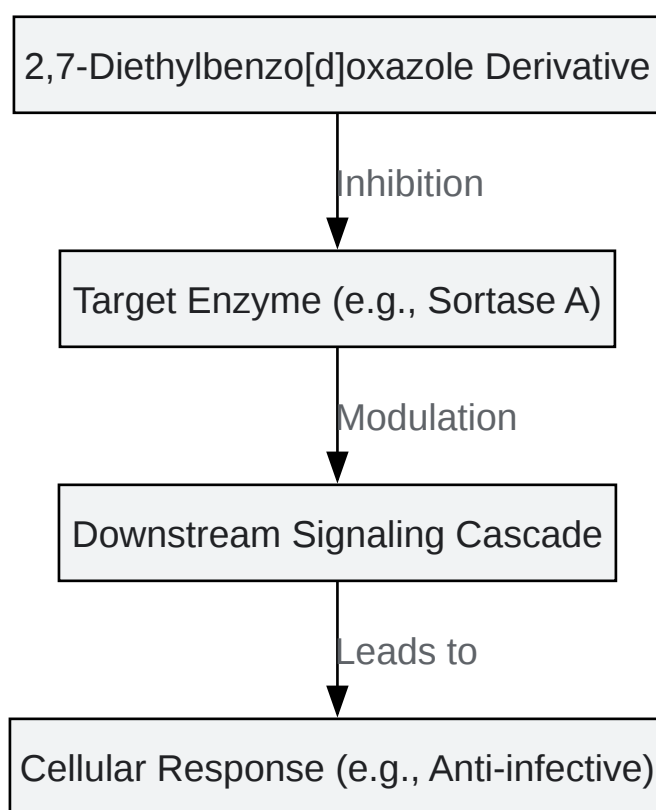 2,7-Diethylbenzo[d]oxazole Derivative
Inhibition
Target Enzyme (e.g., Sortase A)
Modulation
Downstream Signaling Cascade
Leads to
Cellular Response (e.g., Anti-infective)